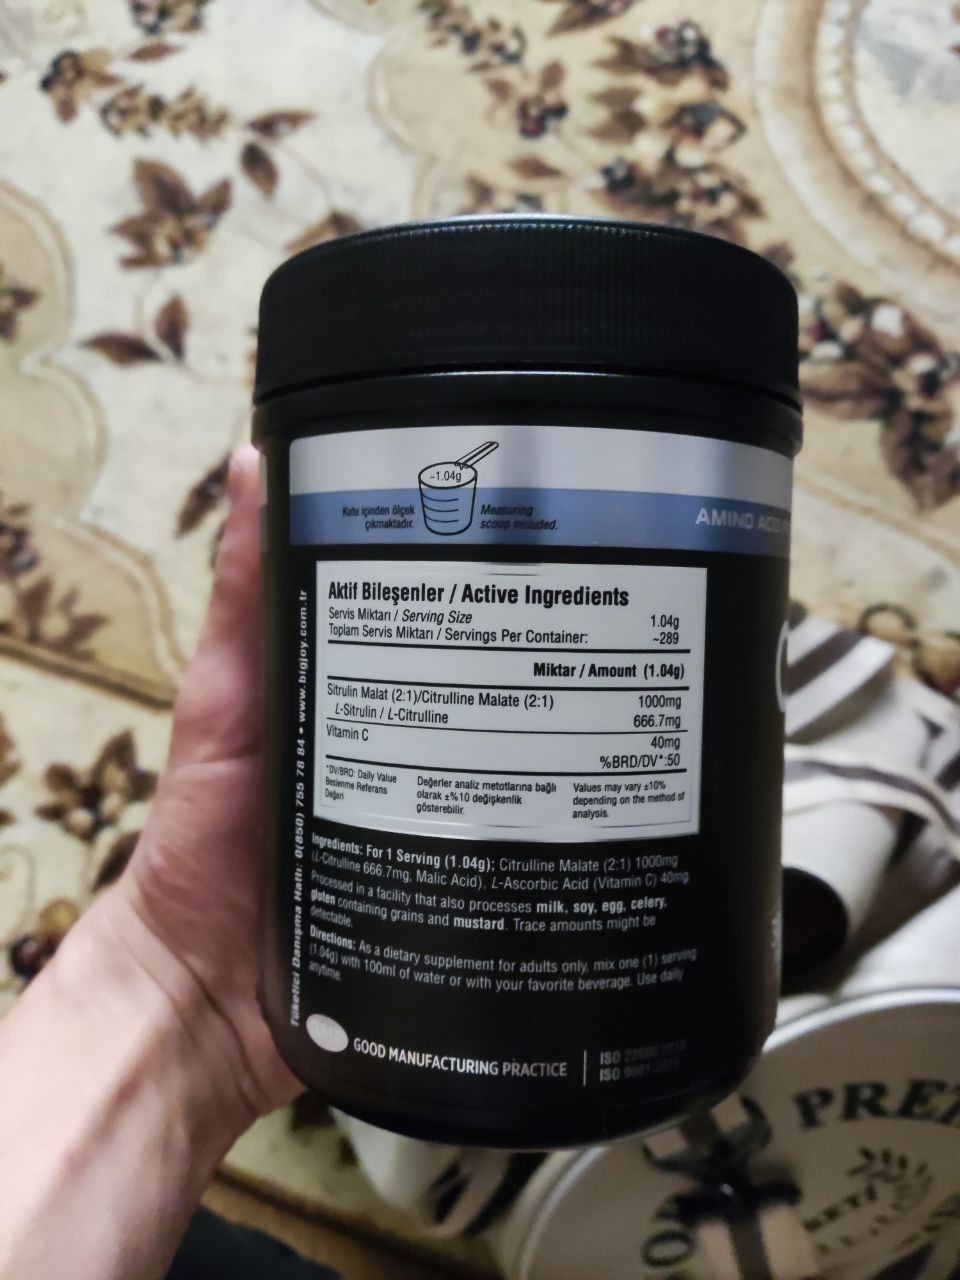 ~1.04g
Kutu içinden ölçek
çıkmaktadır.
Measuring
scoop included.
AMINO ACID
Aktif Bileşenler / Active Ingredients
Servis Miktarı / Serving Size 1.04g
Toplam Servis Miktarı / Servings Per Container: ~289
Miktar / Amount (1.04g)
Sitrulin Malat (2:1)/Citrulline Malate (2:1) 1000mg
L-Sitrulin / L-Citrulline 666.7mg
Vitamin C 40mg
%BRD/DV*:50
*DV/BRD: Daily Value
Beslenme Referans
Değeri
Değerler analiz metotlarına bağlı
olarak ±%10 değişkenlik
gösterebilir.
Values may vary ±10%
depending on the method of
analysis.
Ingredients: For 1 Serving (1.04g); Citrulline Malate (2:1) 1000mg
(L-Citrulline 666.7mg, Malic Acid), L-Ascorbic Acid (Vitamin C) 40mg
Processed in a facility that also processes milk, soy, egg, celery,
gluten containing grains and mustard. Trace amounts might be
detectable.
Directions: As a dietary supplement for adults only, mix one (1) serving
(1.04g) with 100ml of water or with your favorite beverage. Use daily
anytime.
GOOD MANUFACTURING PRACTICE
ISO 22000:2018
ISO 9001:2015
Tüketici Danışma Hattı: 0(850) 755 78 84 • www.bigjoy.com.tr
PRET